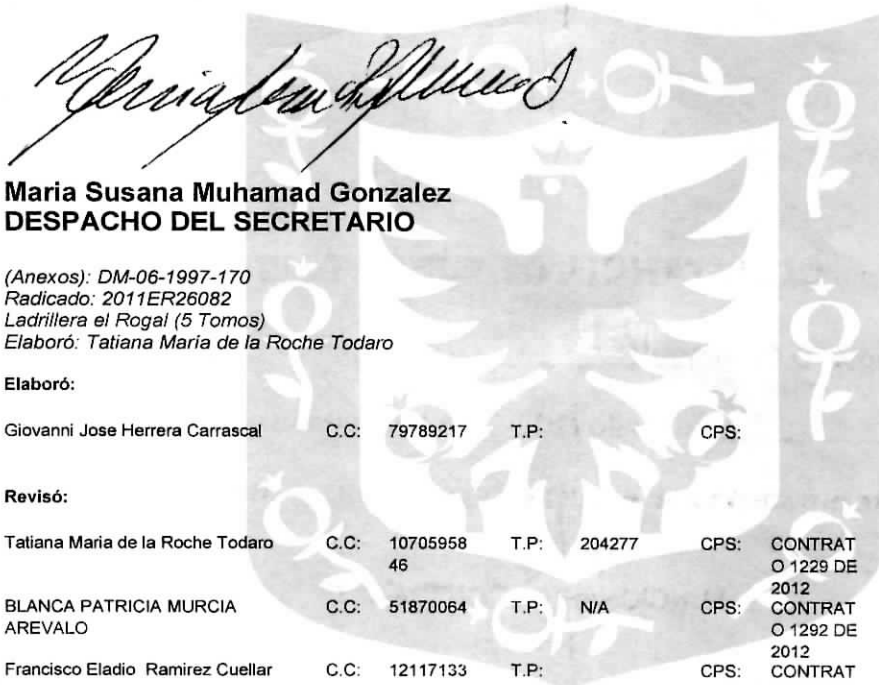 Maria Susana Muhamad Gonzalez
DESPACHO DEL SECRETARIO
(Anexos): DM-06-1997-170
Radicado: 2011ER26082
Ladrillera el Rogal (5 Tomos)
Elaboró: Tatiana María de la Roche Todaro
Elaboró:
Giovanni Jose Herrera Carrascal C.C: 79789217 T.P: CPS:
Revisó:
Tatiana Maria de la Roche Todaro C.C: 10705958 T.P: 204277 CPS: CONTRAT
46 O 1229 DE
2012
BLANCA PATRICIA MURCIA C.C: 51870064 T.P: N/A CPS: CONTRAT
AREVALO O 1292 DE
2012
Francisco Eladio Ramirez Cuellar C.C: 12117133 T.P: CPS: CONTRAT